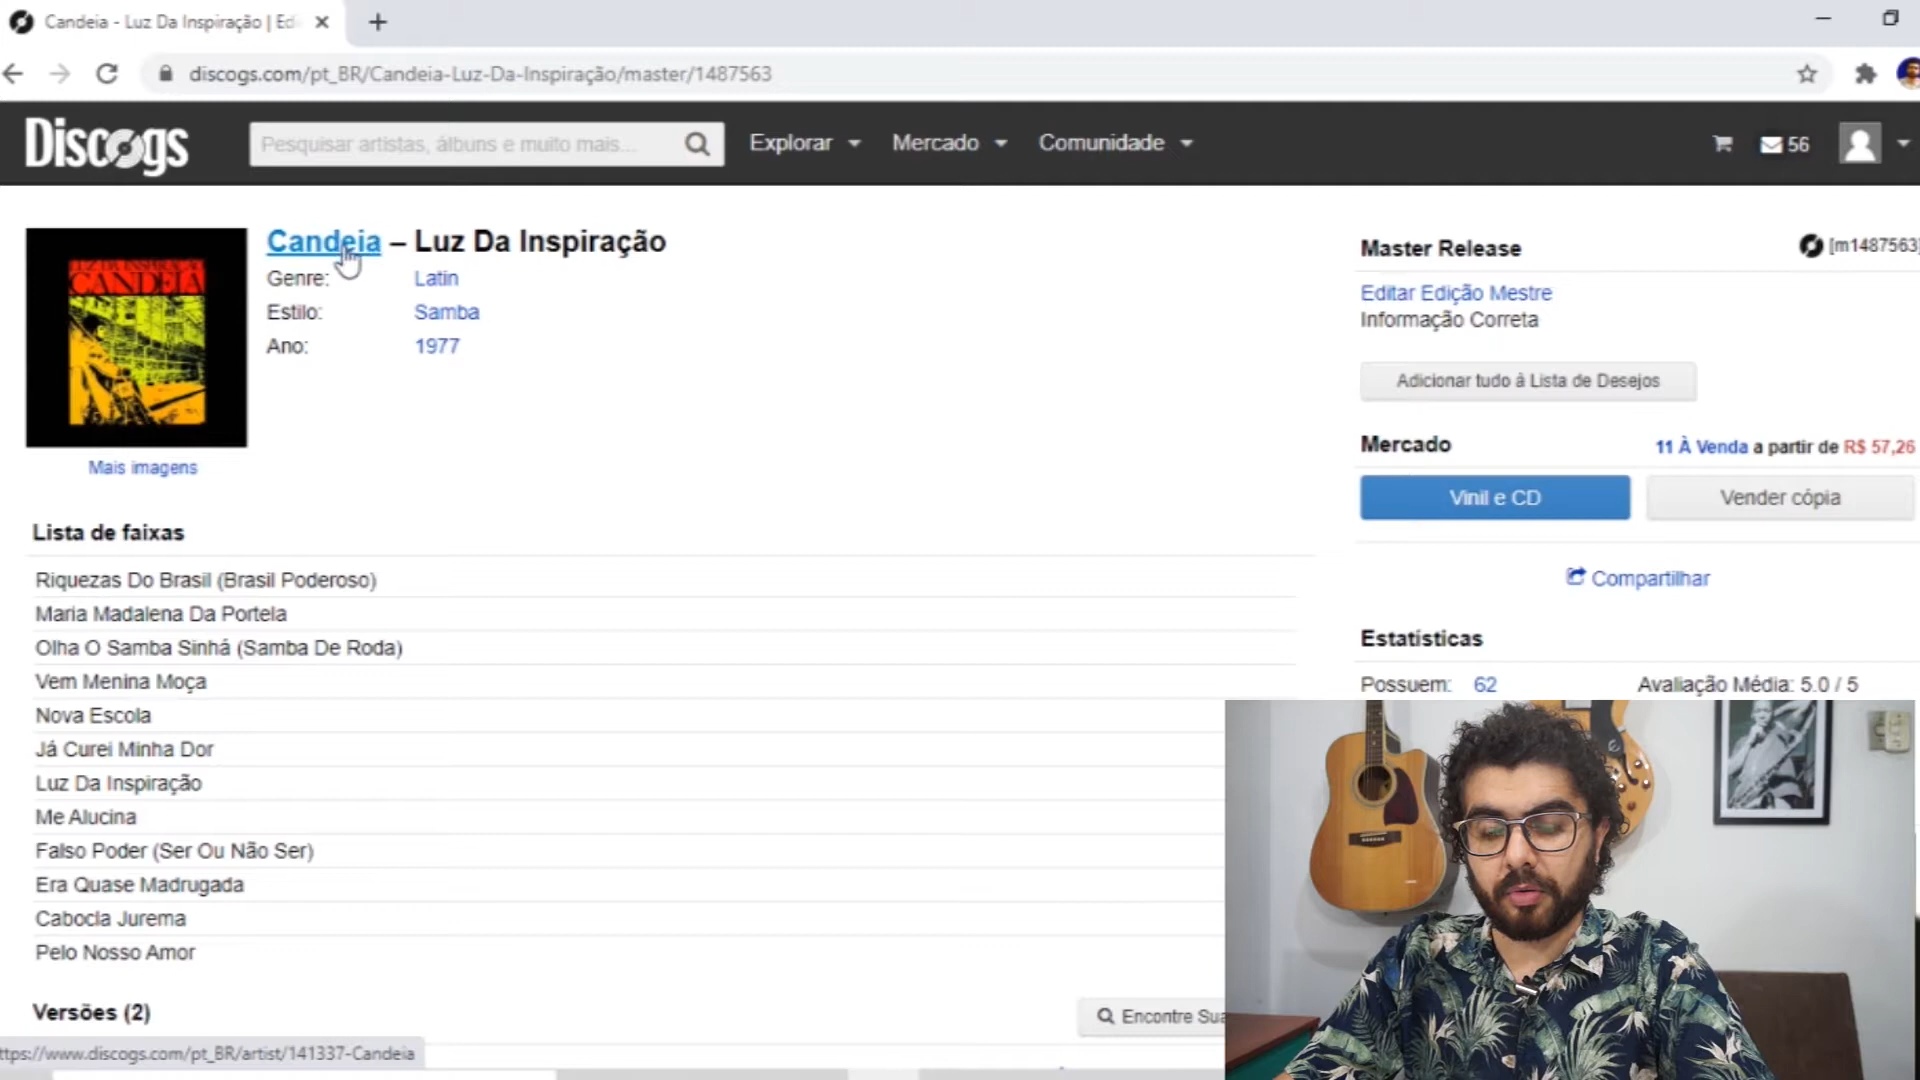 Candeia - Luz Da Inspiração | Edi
discogs.com/pt_BR/Candeia-Luz-Da-Inspiração/master/1487563
Discogs
Pesquisar artistas, álbuns e muito mais...
Explorar
Mercado
Comunidade
56
LUZ DA INSPIRAÇÃO
CANDEIA
Candeia – Luz Da Inspiração
Genre: Latin
Estilo: Samba
Ano: 1977
Mais imagens
Master Release
[m1487563]
Editar Edição Mestre
Informação Correta
Adicionar tudo à Lista de Desejos
Mercado
11 À Venda a partir de R$ 57,26
Vinil e CD
Vender cópia
Compartilhar
Estatísticas
Possuem: 62
Avaliação Média: 5.0 / 5
Lista de faixas
Riquezas Do Brasil (Brasil Poderoso)
Maria Madalena Da Portela
Olha O Samba Sinhá (Samba De Roda)
Vem Menina Moça
Nova Escola
Já Curei Minha Dor
Luz Da Inspiração
Me Alucina
Falso Poder (Ser Ou Não Ser)
Era Quase Madrugada
Cabocla Jurema
Pelo Nosso Amor
Versões (2)
Encontre Sua
ttps://www.discogs.com/pt_BR/artist/141337-Candeia